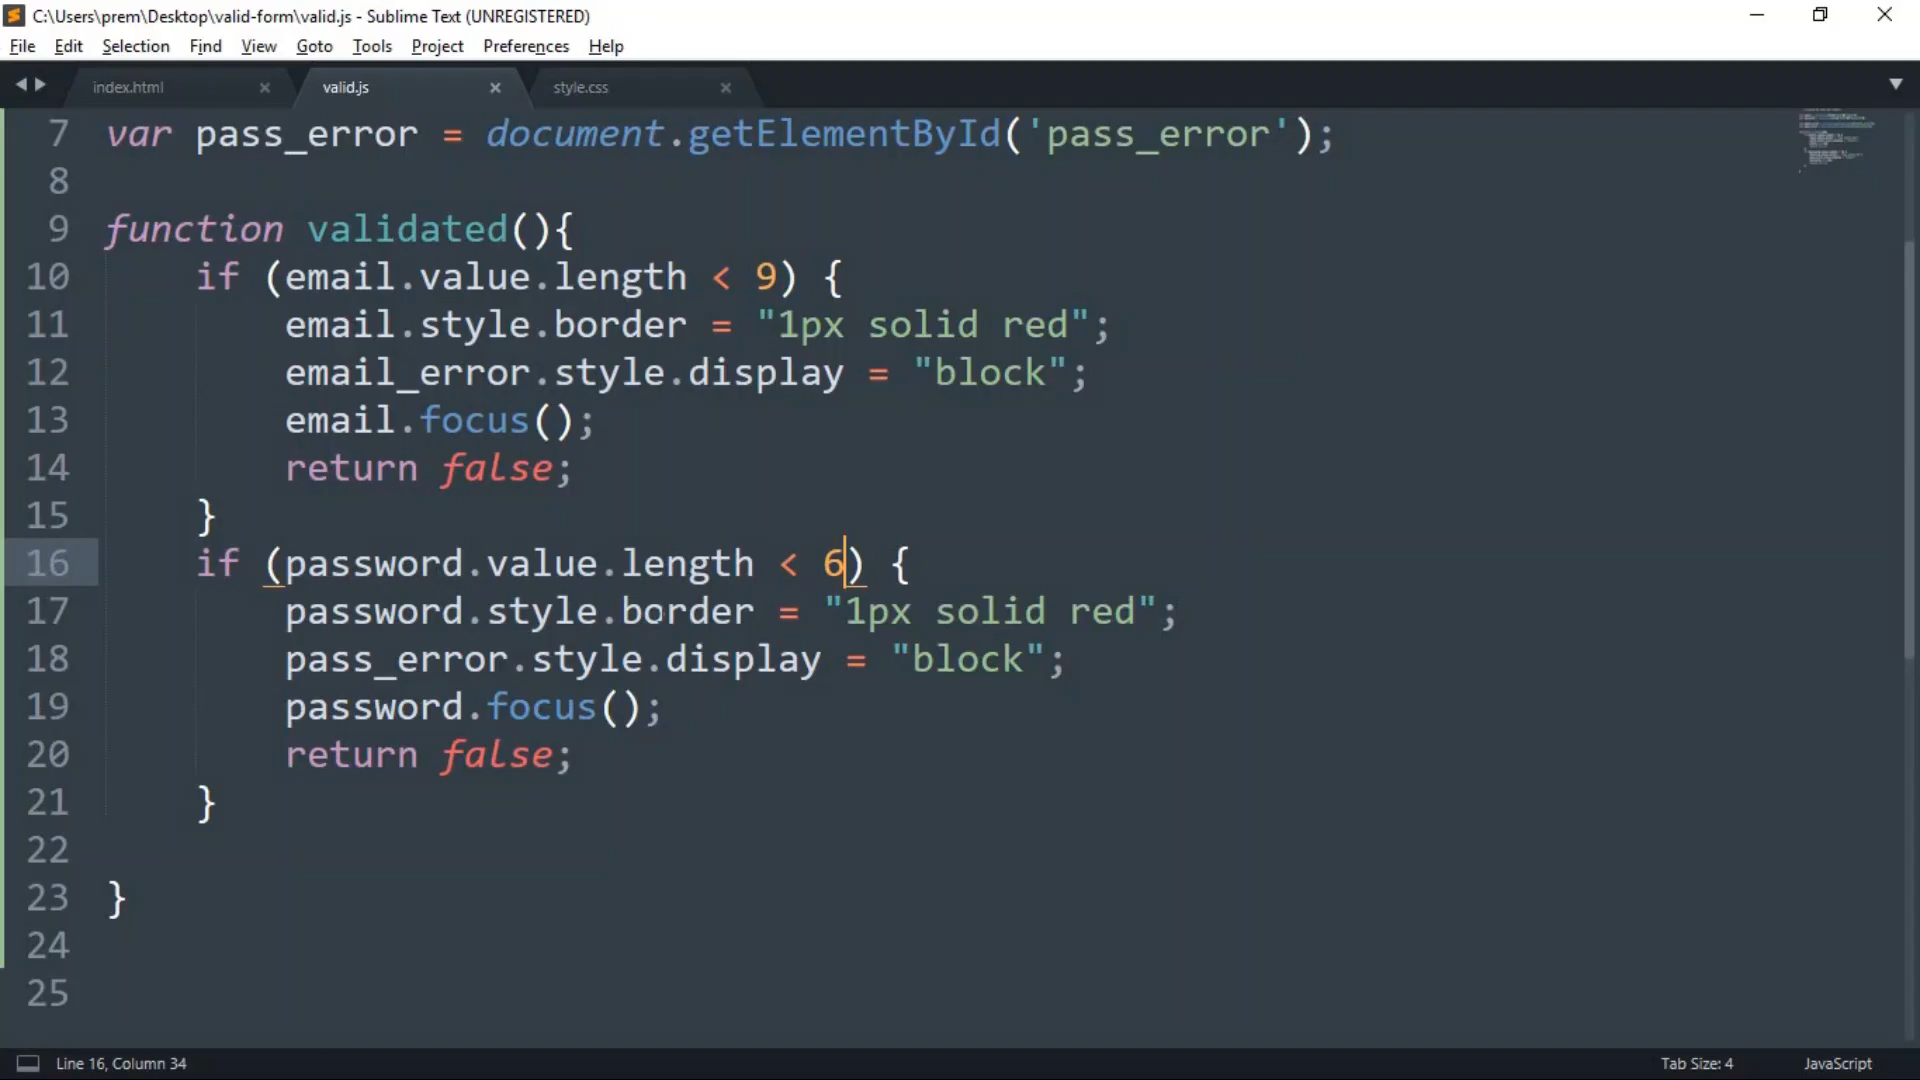 C:\Users\prem\Desktop\valid-form\valid.js - Sublime Text (UNREGISTERED)
File Edit Selection Find View Goto Tools Project Preferences Help
index.html valid.js style.css
7 var pass_error = document.getElementById('pass_error');
8
9 function validated(){
10 if (email.value.length < 9) {
11 email.style.border = "1px solid red";
12 email_error.style.display = "block";
13 email.focus();
14 return false;
15 }
16 if (password.value.length < 6) {
17 password.style.border = "1px solid red";
18 pass_error.style.display = "block";
19 password.focus();
20 return false;
21 }
22
23 }
24
25
Line 16, Column 34 Tab Size: 4 JavaScript